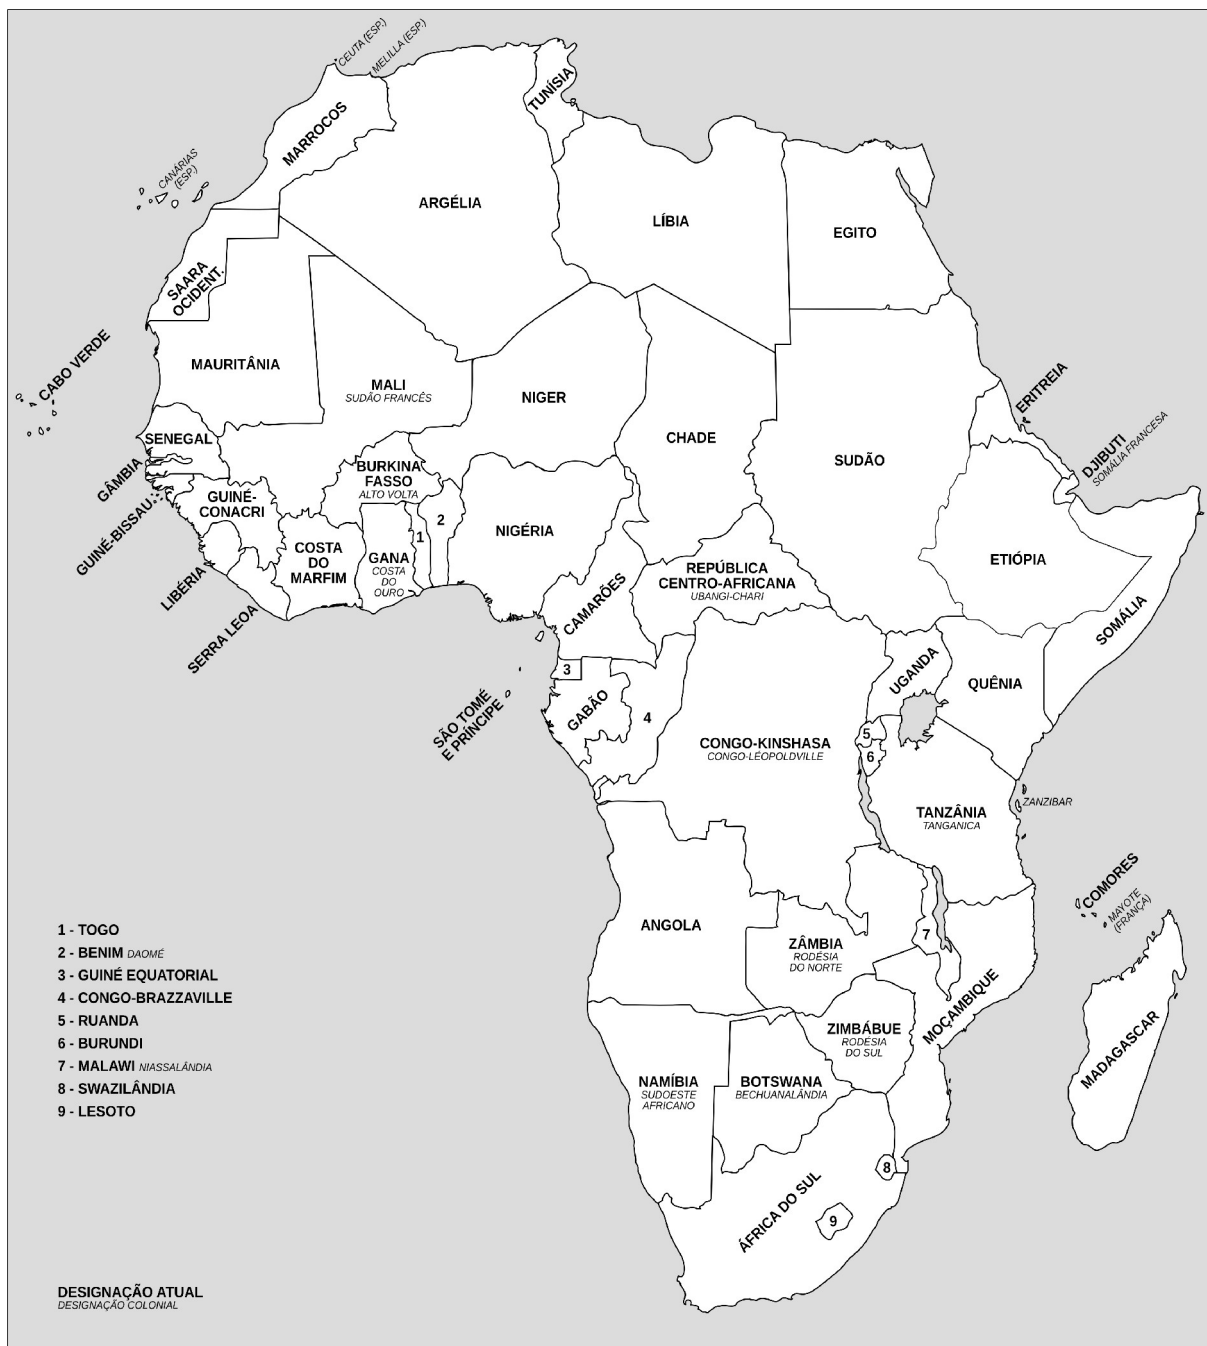 CEUTA (ESP.)
MELILLA (ESP.)
TUNÍSIA
MARROCOS
CANÁRIAS
(ESP.)
ARGÉLIA
LÍBIA
EGITO
SAARA
OCIDENT.
CABO VERDE
MAURITÂNIA
MALI
SUDÃO FRANCÊS
NIGER
CHADE
SUDÃO
ERITREIA
DJIBUTI
SOMÁLIA FRANCESA
SENEGAL
GÂMBIA
GUINÉ-BISSAU
GUINÉ-
CONACRI
BURKINA
FASSO
ALTO VOLTA
LIBÉRIA
SERRA LEOA
COSTA
DO
MARFIM
GANA
COSTA
DO
OURO
1
2
NIGÉRIA
CAMARÕES
REPÚBLICA
CENTRO-AFRICANA
UBANGI-CHARI
ETIÓPIA
SOMÁLIA
UGANDA
QUÊNIA
SÃO TOMÉ
E PRÍNCIPE
3
GABÃO
4
CONGO-KINSHASA
CONGO-LÉOPOLDVILLE
5
6
TANZÂNIA
TANGANICA
ZANZIBAR
COMORES
MAYOTE
(FRANÇA)
ANGOLA
ZÂMBIA
RODÉSIA
DO NORTE
7
MOÇAMBIQUE
MADAGASCAR
ZIMBÁBUE
RODÉSIA
DO SUL
NAMÍBIA
SUDOESTE
AFRICANO
BOTSWANA
BECHUANALÂNDIA
8
ÁFRICA DO SUL
9
1 - TOGO
2 - BENIM DAOMÉ
3 - GUINÉ EQUATORIAL
4 - CONGO-BRAZZAVILLE
5 - RUANDA
6 - BURUNDI
7 - MALAWI NIASSALÂNDIA
8 - SWAZILÂNDIA
9 - LESOTO
DESIGNAÇÃO ATUAL
DESIGNAÇÃO COLONIAL